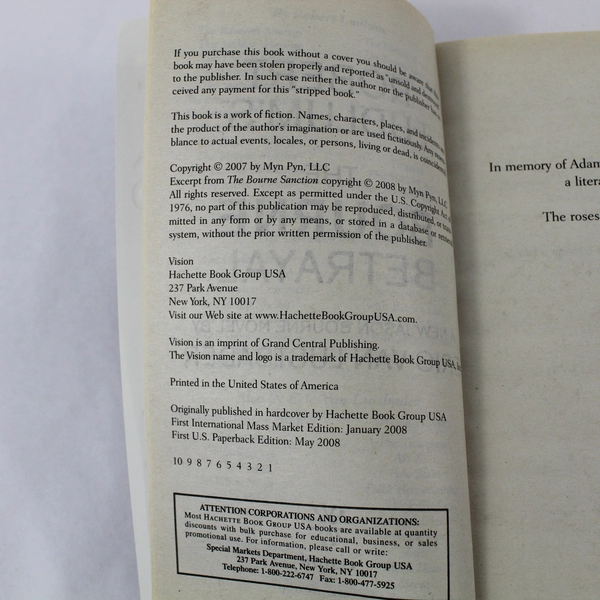 If you purchase this book without a cover you should be aware that this
book may have been stolen property and reported as "unsold and
to the publisher. In such case neither the author nor the publisher has
ceived any payment for this "stripped book."
This book is a work of fiction. Names, characters, places, and incidents
the product of the author's imagination or are used fictitiously. Any
blance to actual events, locales, or persons, living or dead, is coincidental
Copyright © 2007 by Myn Pyn, LLC
Excerpt from The Bourne Sanction copyright © 2008 by Myn Pyn, LLC
All rights reserved. Except as permitted under the U.S. Copyright Act
1976, no part of this publication may be reproduced, distributed, or
mitted in any form or by any means, or stored in a database or
system, without the prior written permission of the publisher.
Vision
Hachette Book Group USA
237 Park Avenue
New York, NY 10017
Visit our Web site at www.HachetteBookGroupUSA.com.
Vision is an imprint of Grand Central Publishing.
The Vision name and logo is a trademark of Hachette Book Group USA,
Printed in the United States of America
Originally published in hardcover by Hachette Book Group USA
First International Mass Market Edition: January 2008
First U.S. Paperback Edition: May 2008
10 9 8 7 6 5 4 3 2 1
ATTENTION CORPORATIONS AND ORGANIZATIONS:
Most HACHETTE BOOK GROUP USA books are available at quantity
discounts with bulk purchase for educational, business, or sales
promotional use. For information, please call or write:
Special Markets Department, Hachette Book Group USA
237 Park Avenue, New York, NY 10017
Telephone: 1-800-222-6747 Fax: 1-800-477-5925
In memory of Adam
a litera
The roses